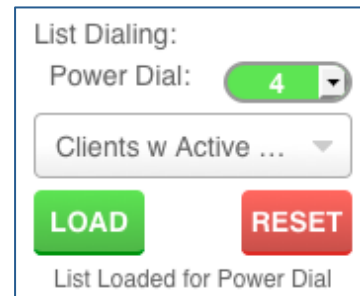 List Dialing:
Power Dial: 4
Clients w Active ...
LOAD RESET
List Loaded for Power Dial